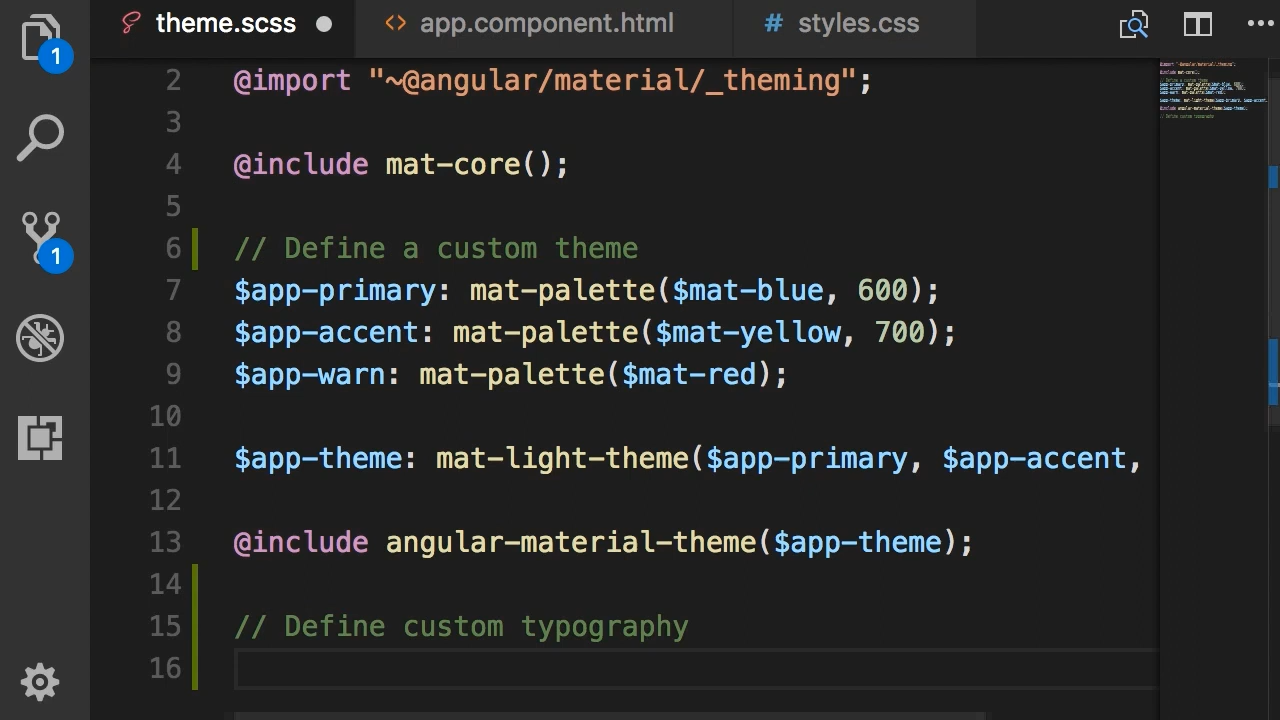 theme.scss
<> app.component.html
# styles.css
1
1
2 @import "~@angular/material/_theming";
3
4 @include mat-core();
5
6 // Define a custom theme
7 $app-primary: mat-palette($mat-blue, 600);
8 $app-accent: mat-palette($mat-yellow, 700);
9 $app-warn: mat-palette($mat-red);
10
11 $app-theme: mat-light-theme($app-primary, $app-accent,
12
13 @include angular-material-theme($app-theme);
14
15 // Define custom typography
16